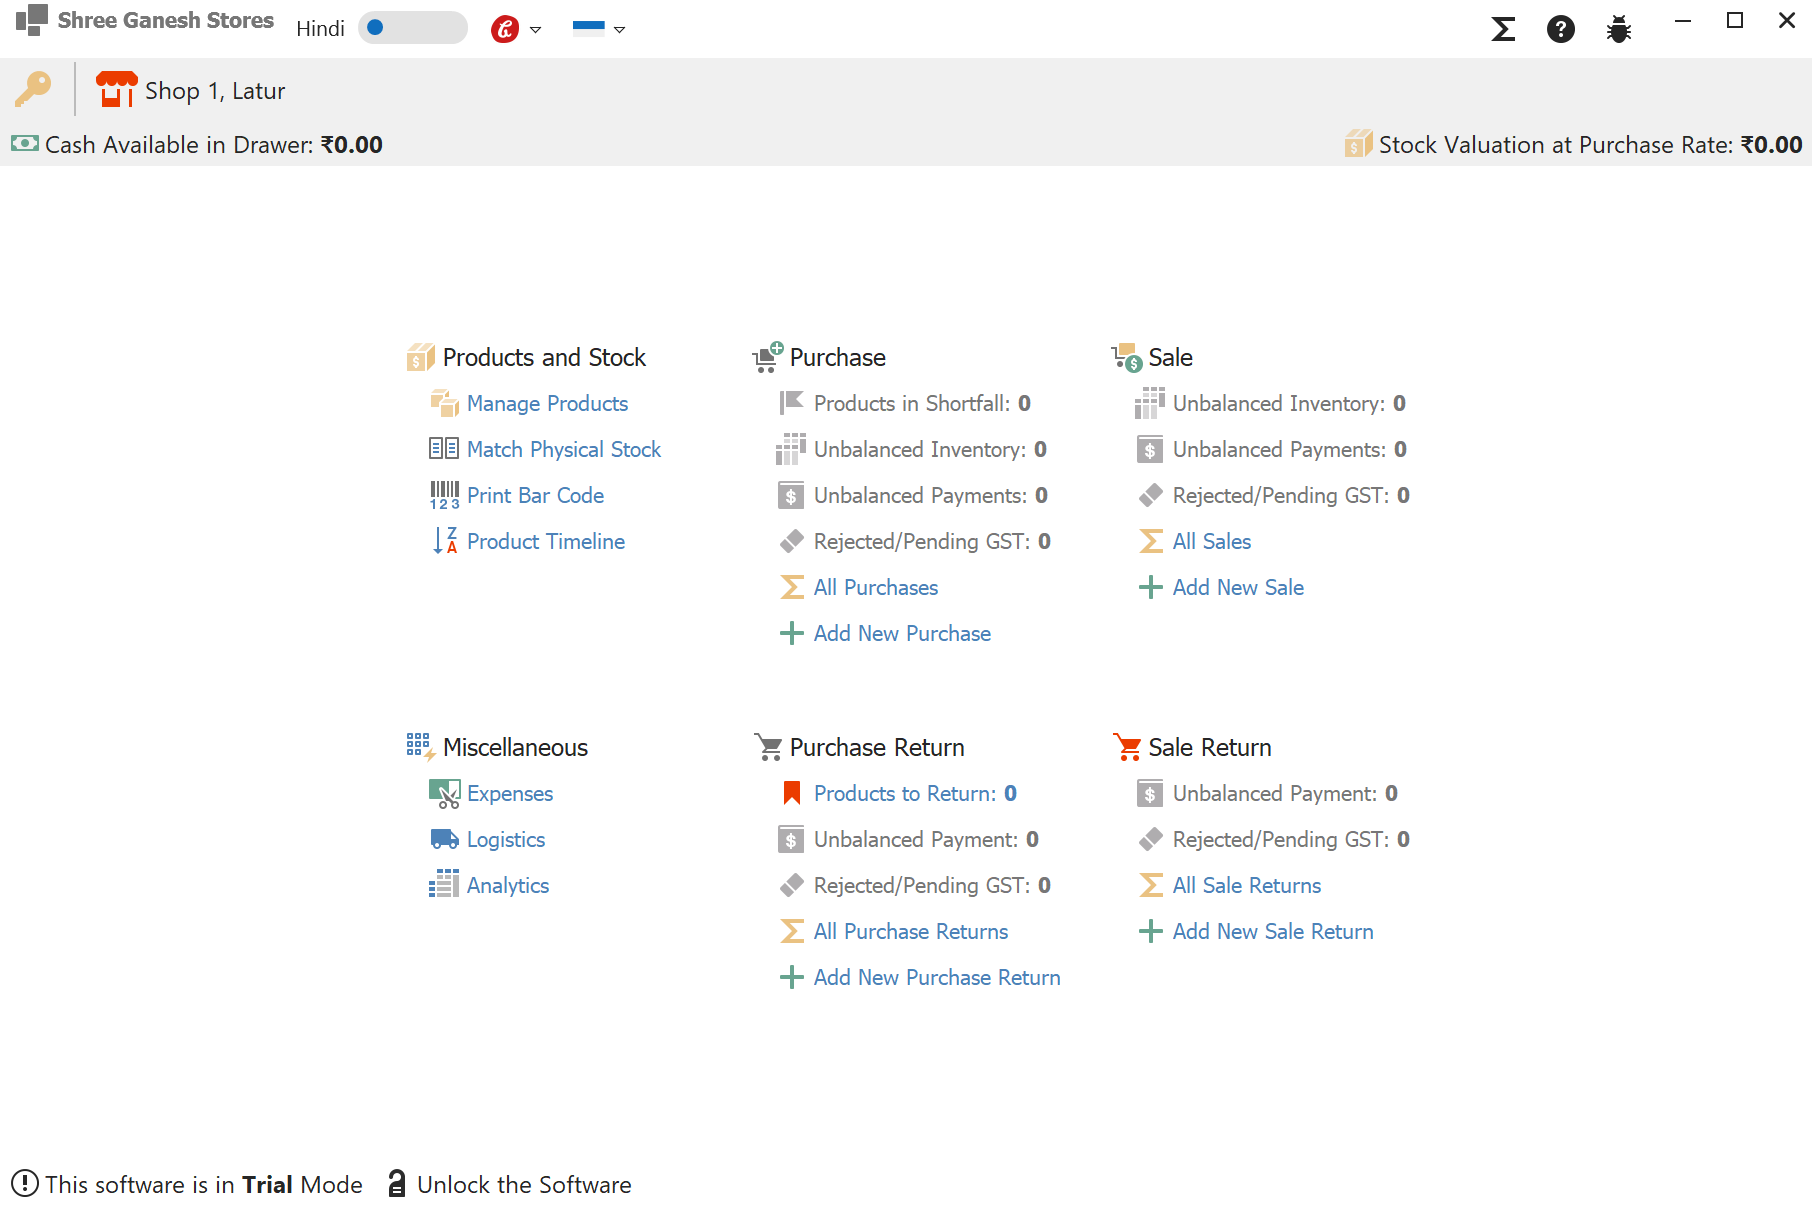 Shree Ganesh Stores
Hindi
Shop 1, Latur
Cash Available in Drawer: ₹0.00
Stock Valuation at Purchase Rate: ₹0.00
Products and Stock
Manage Products
Match Physical Stock
Print Bar Code
Product Timeline
Purchase
Products in Shortfall: 0
Unbalanced Inventory: 0
Unbalanced Payments: 0
Rejected/Pending GST: 0
All Purchases
Add New Purchase
Sale
Unbalanced Inventory: 0
Unbalanced Payments: 0
Rejected/Pending GST: 0
All Sales
Add New Sale
Miscellaneous
Expenses
Logistics
Analytics
Purchase Return
Products to Return: 0
Unbalanced Payment: 0
Rejected/Pending GST: 0
All Purchase Returns
Add New Purchase Return
Sale Return
Unbalanced Payment: 0
Rejected/Pending GST: 0
All Sale Returns
Add New Sale Return
This software is in Trial Mode
Unlock the Software